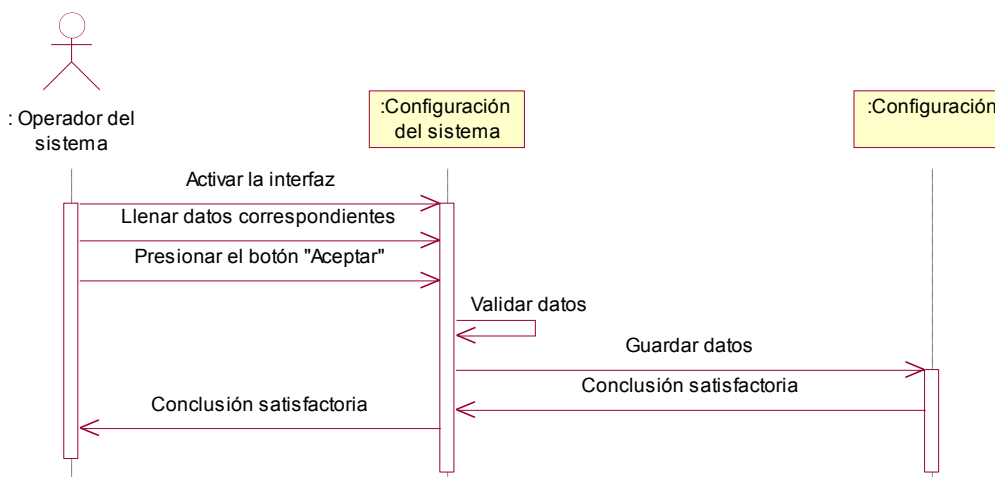 : Operador del
sistema
:Configuración
del sistema
:Configuración
Activar la interfaz
Llenar datos correspondientes
Presionar el botón "Aceptar"
Validar datos
Guardar datos
Conclusión satisfactoria
Conclusión satisfactoria